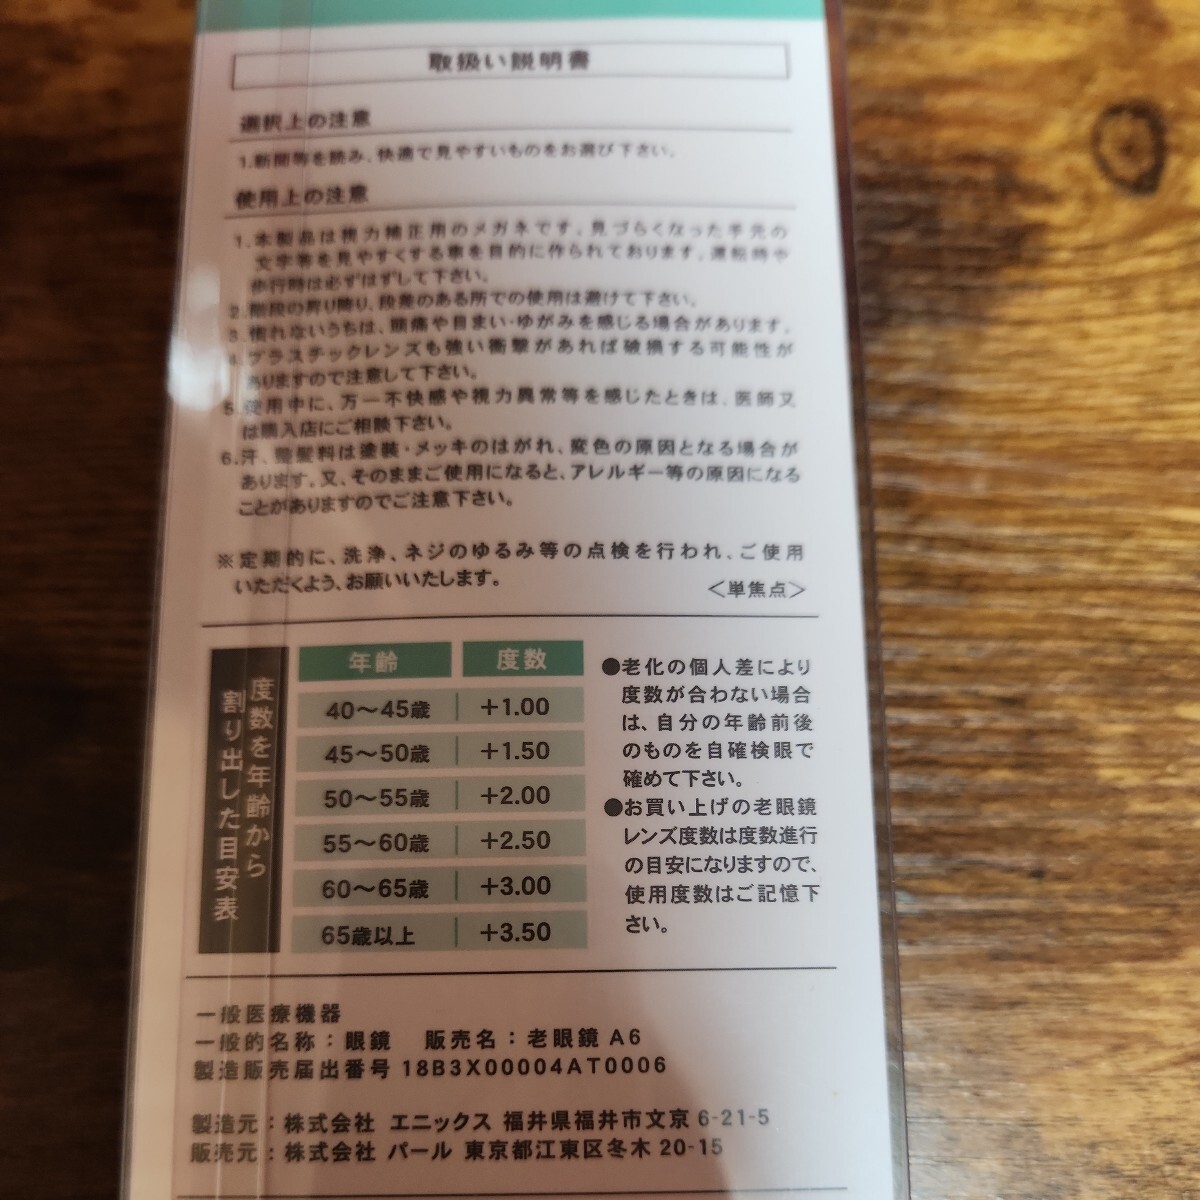 取扱い説明書
選択上の注意
1.新聞等を読み、快適で見やすいものをお選び下さい。
使用上の注意
1.本製品は視力補正用のメガネです。見づらくなった手元の
文字等を見やすくする事を目的に作られております。運転時や
歩行時は必ずはずして下さい。
2.階段の昇り降り、段差のある所での使用は避けて下さい。
3.慣れないうちは、頭痛や目まい・ゆがみを感じる場合があります。
4.プラスチックレンズも強い衝撃があれば破損する可能性が
ありますので注意して下さい。
5.使用中に、万一不快感や視力異常等を感じたときは、医師又
は購入店にご相談下さい。
6.汗、整髪料は塗装・メッキのはがれ、変色の原因となる場合が
あります。又、そのままご使用になると、アレルギー等の原因になる
ことがありますのでご注意下さい。
※定期的に、洗浄、ネジのゆるみ等の点検を行われ、ご使用
いただくよう、お願いいたします。
＜単焦点＞
度数を年齢から
割り出した目安表
年齢 度数
40～45歳 +1.00
45～50歳 +1.50
50～55歳 +2.00
55～60歳 +2.50
60～65歳 +3.00
65歳以上 +3.50
●老化の個人差により
度数が合わない場合
は、自分の年齢前後
のものを自確検眼で
確めて下さい。
●お買い上げの老眼鏡
レンズ度数は度数進行
の目安になりますので、
使用度数はご記憶下
さい。
一般医療機器
一般的名称：眼鏡 販売名：老眼鏡 A6
製造販売届出番号 18B3X00004AT0006
製造元：株式会社 エニックス 福井県福井市文京 6-21-5
販売元：株式会社 パール 東京都江東区冬木 20-15